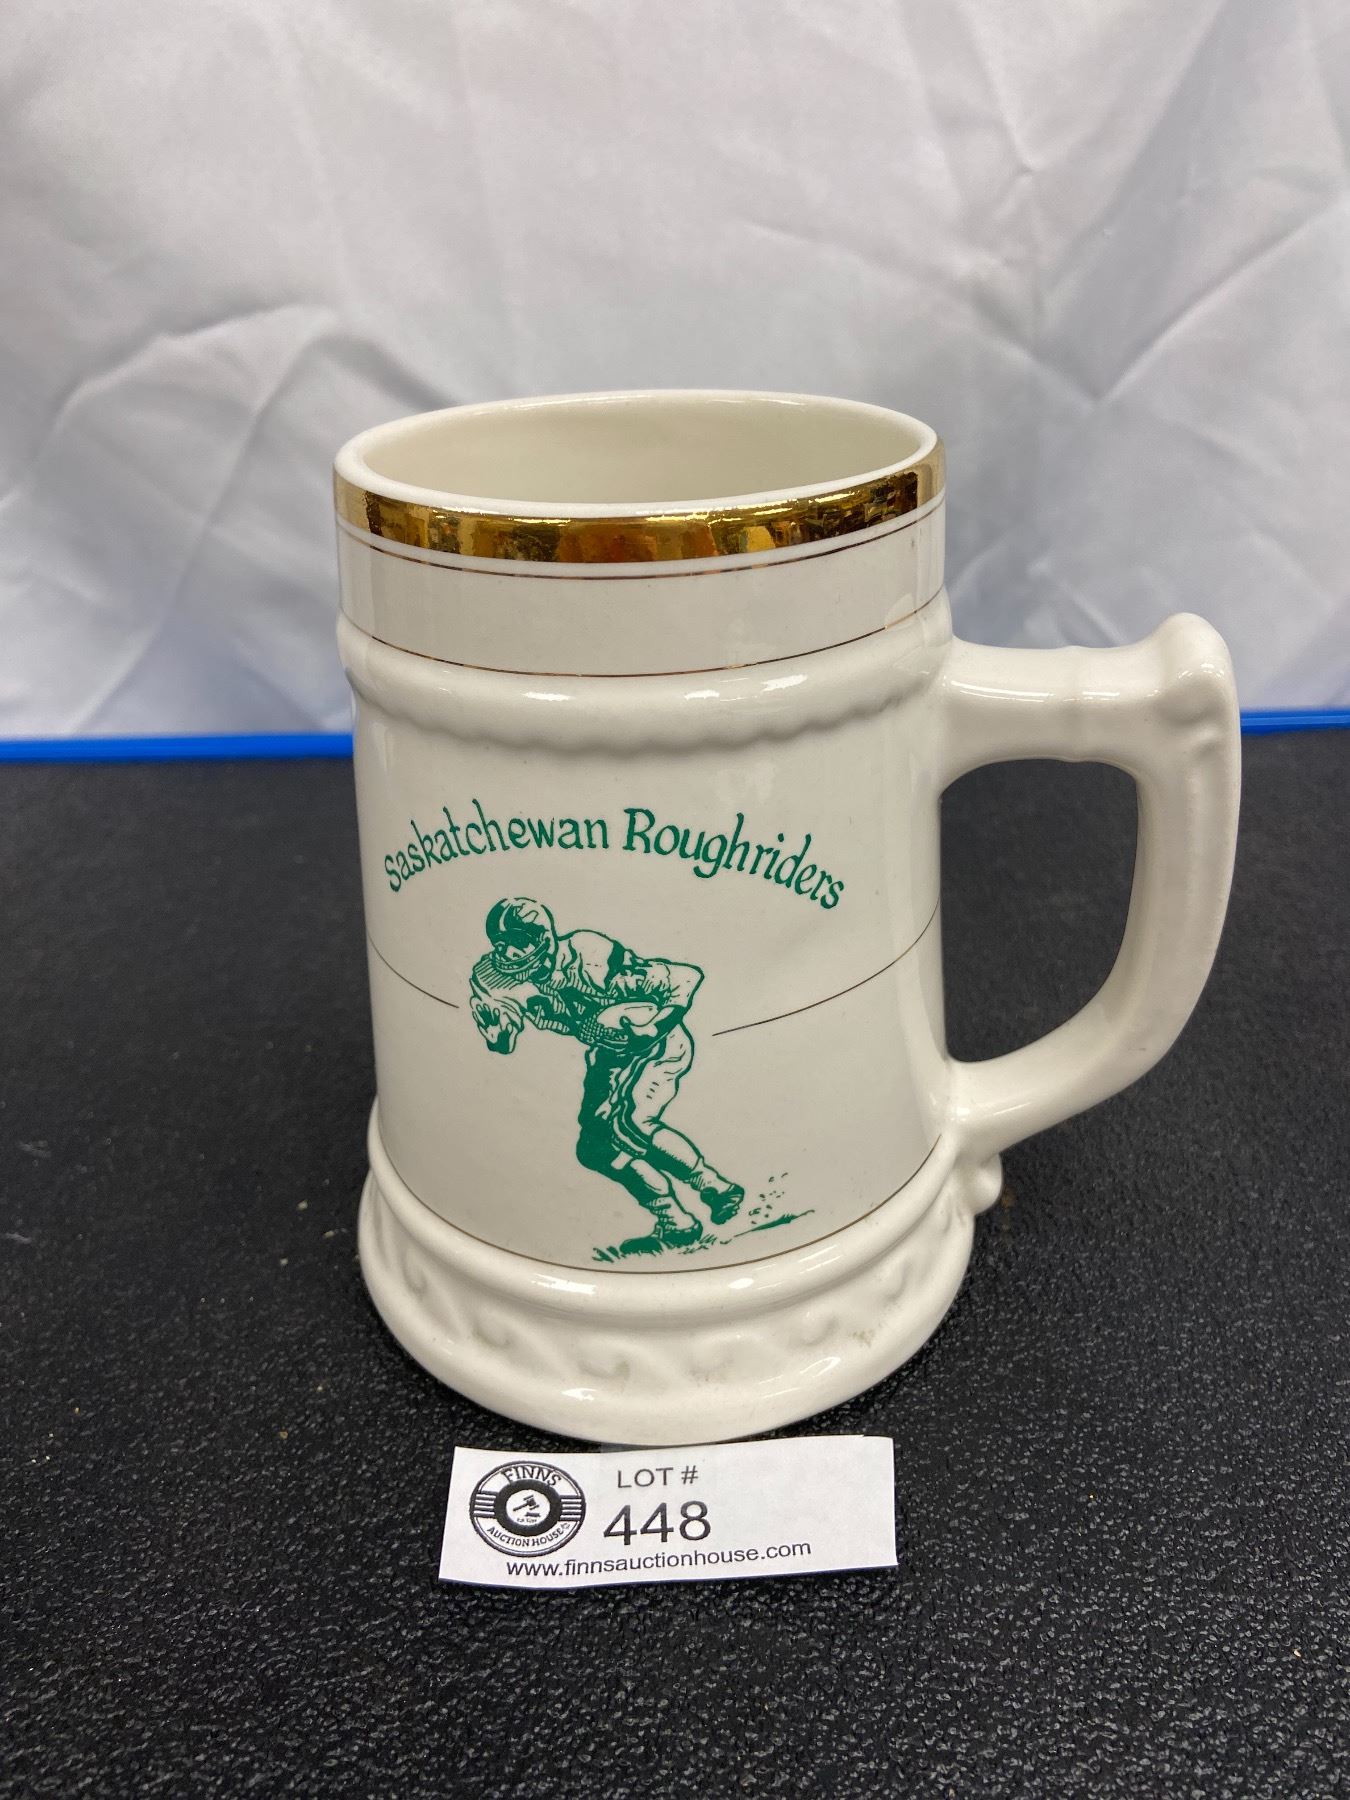 Saskatchewan Roughriders
FINNS
AUCTION HOUSE
LOT #
448
www.finnsauctionhouse.com